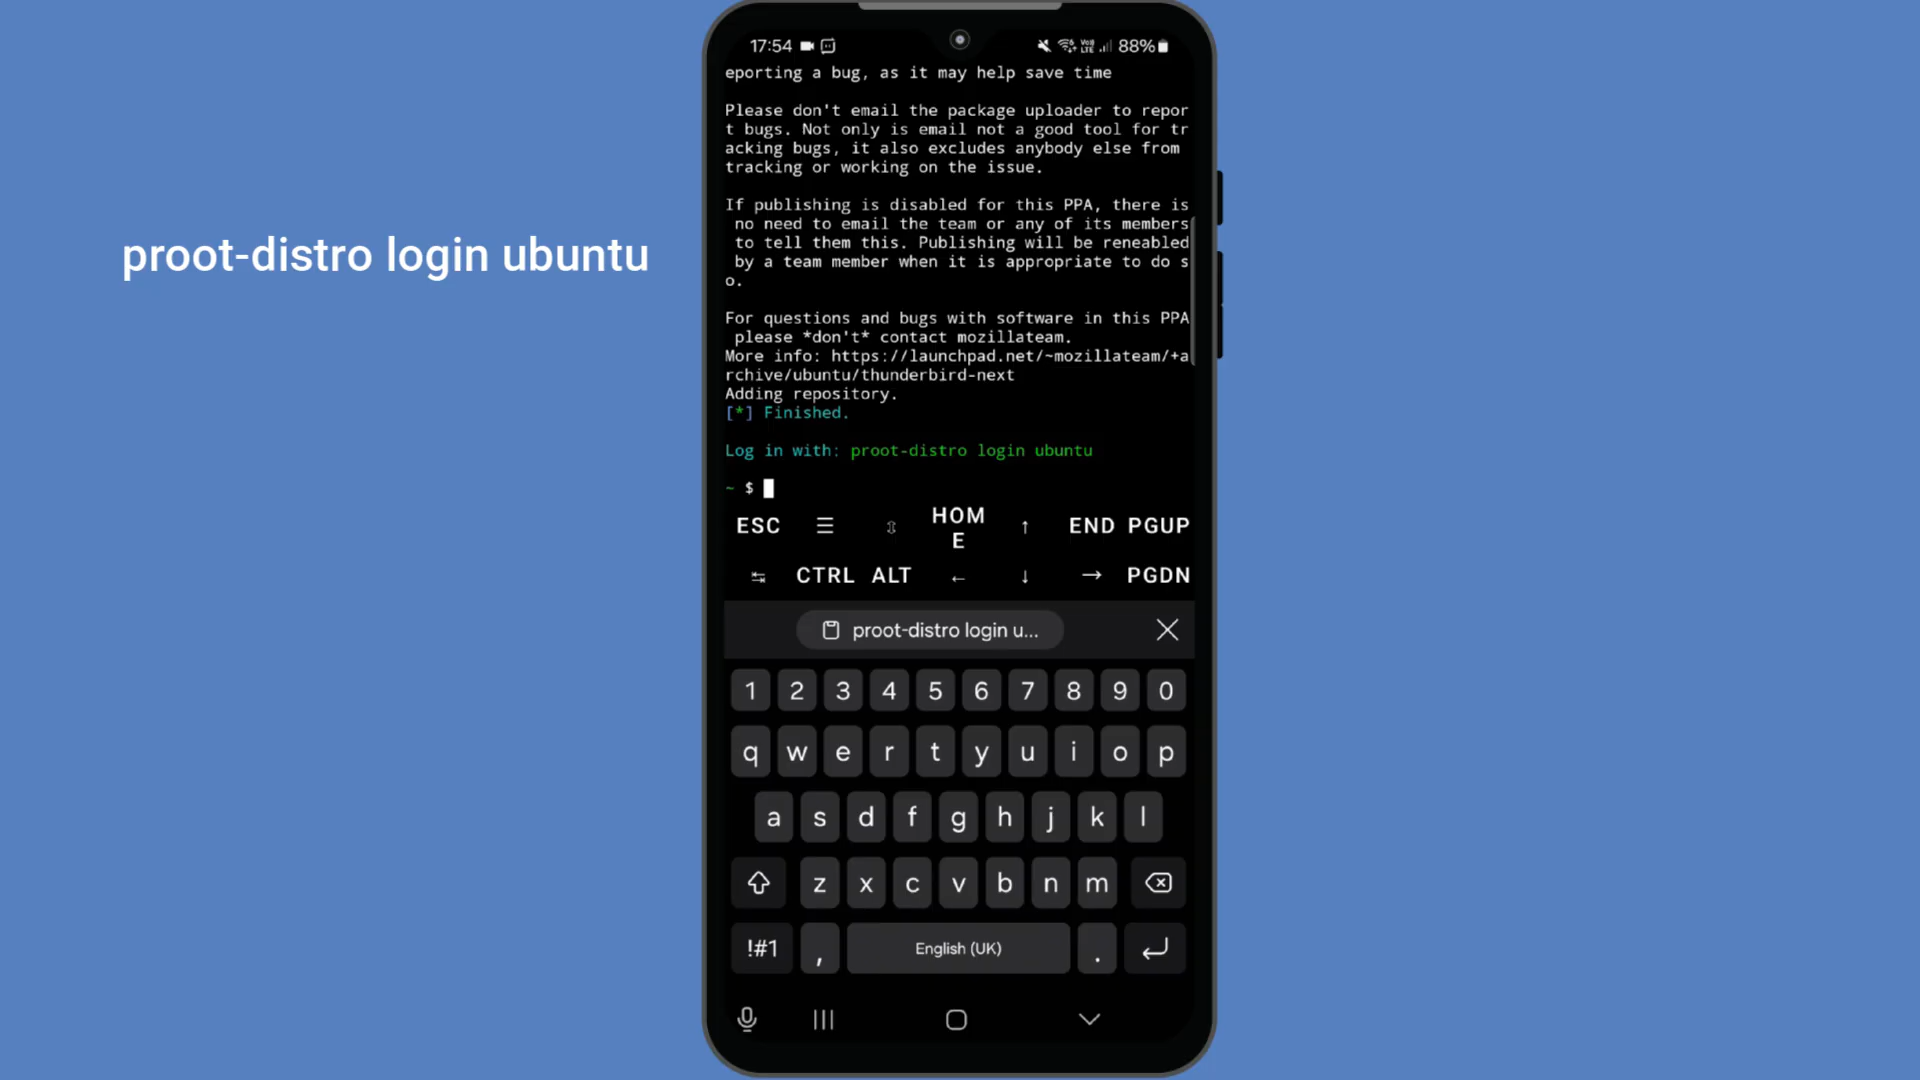 proot-distro login ubuntu
17:54
88%
eporting a bug, as it may help save time
Please don't email the package uploader to repor
t bugs. Not only is email not a good tool for tr
acking bugs, it also excludes anybody else from
tracking or working on the issue.
If publishing is disabled for this PPA, there is
no need to email the team or any of its members
to tell them this. Publishing will be reneabled
by a team member when it is appropriate to do s
o.
For questions and bugs with software in this PPA
please *don't* contact mozillateam.
More info: https://launchpad.net/~mozillateam/+a
rchive/ubuntu/thunderbird-next
Adding repository.
[*] Finished.
Log in with: proot-distro login ubuntu
~ $
ESC ☰ ⇳ HOM
E ↑ END PGUP
↹ CTRL ALT ← ↓ → PGDN
proot-distro login u...
1 2 3 4 5 6 7 8 9 0
q w e r t y u i o p
a s d f g h j k l
z x c v b n m
!#1 , English (UK) .